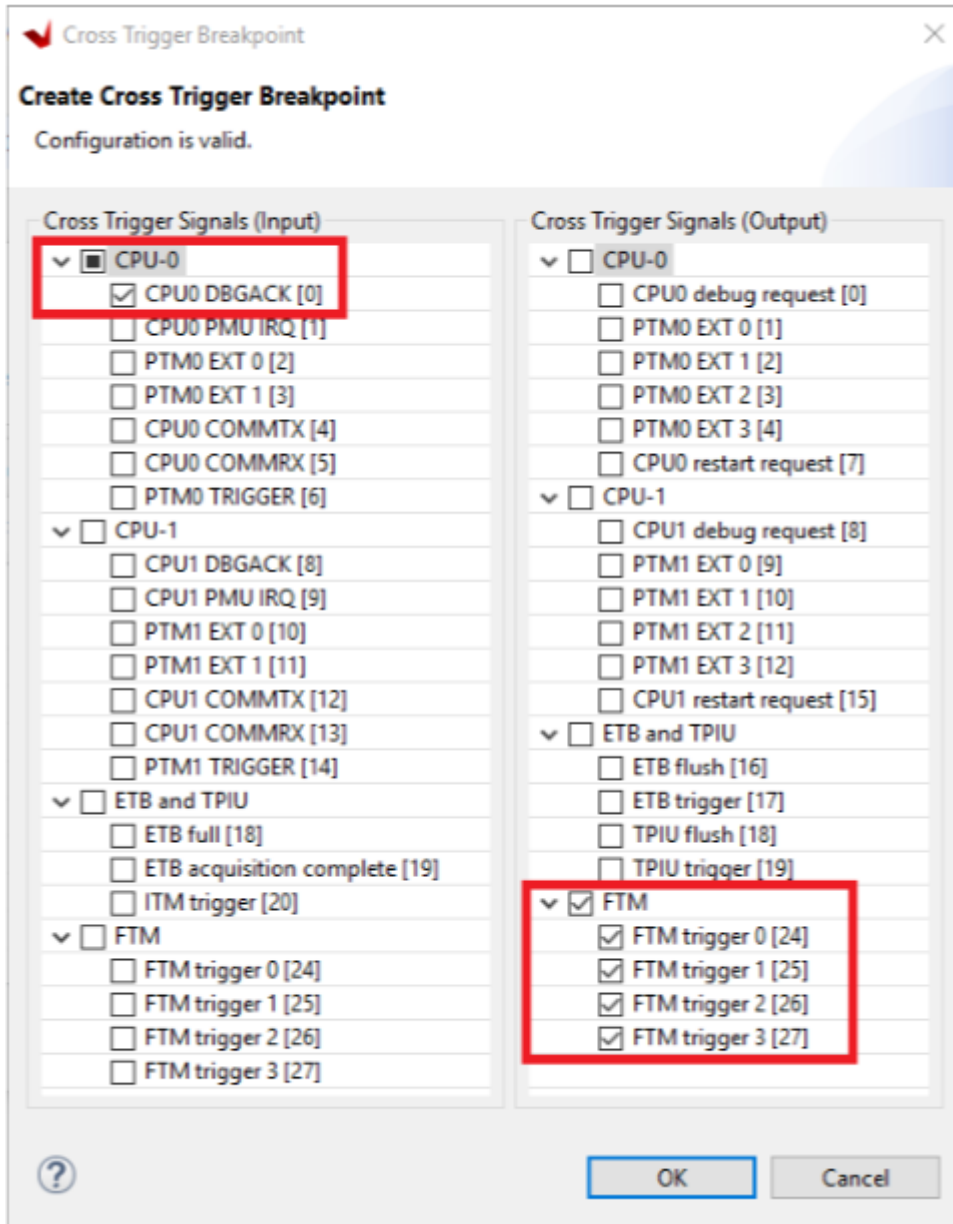 Cross Trigger Breakpoint
Create Cross Trigger Breakpoint
Configuration is valid.
Cross Trigger Signals (Input)
CPU-0
CPU0 DBGACK [0]
CPU0 PMU IRQ [1]
PTM0 EXT 0 [2]
PTM0 EXT 1 [3]
CPU0 COMMTX [4]
CPU0 COMMRX [5]
PTM0 TRIGGER [6]
CPU-1
CPU1 DBGACK [8]
CPU1 PMU IRQ [9]
PTM1 EXT 0 [10]
PTM1 EXT 1 [11]
CPU1 COMMTX [12]
CPU1 COMMRX [13]
PTM1 TRIGGER [14]
ETB and TPIU
ETB full [18]
ETB acquisition complete [19]
ITM trigger [20]
FTM
FTM trigger 0 [24]
FTM trigger 1 [25]
FTM trigger 2 [26]
FTM trigger 3 [27]
Cross Trigger Signals (Output)
CPU-0
CPU0 debug request [0]
PTM0 EXT 0 [1]
PTM0 EXT 1 [2]
PTM0 EXT 2 [3]
PTM0 EXT 3 [4]
CPU0 restart request [7]
CPU-1
CPU1 debug request [8]
PTM1 EXT 0 [9]
PTM1 EXT 1 [10]
PTM1 EXT 2 [11]
PTM1 EXT 3 [12]
CPU1 restart request [15]
ETB and TPIU
ETB flush [16]
ETB trigger [17]
TPIU flush [18]
TPIU trigger [19]
FTM
FTM trigger 0 [24]
FTM trigger 1 [25]
FTM trigger 2 [26]
FTM trigger 3 [27]
?
OK
Cancel